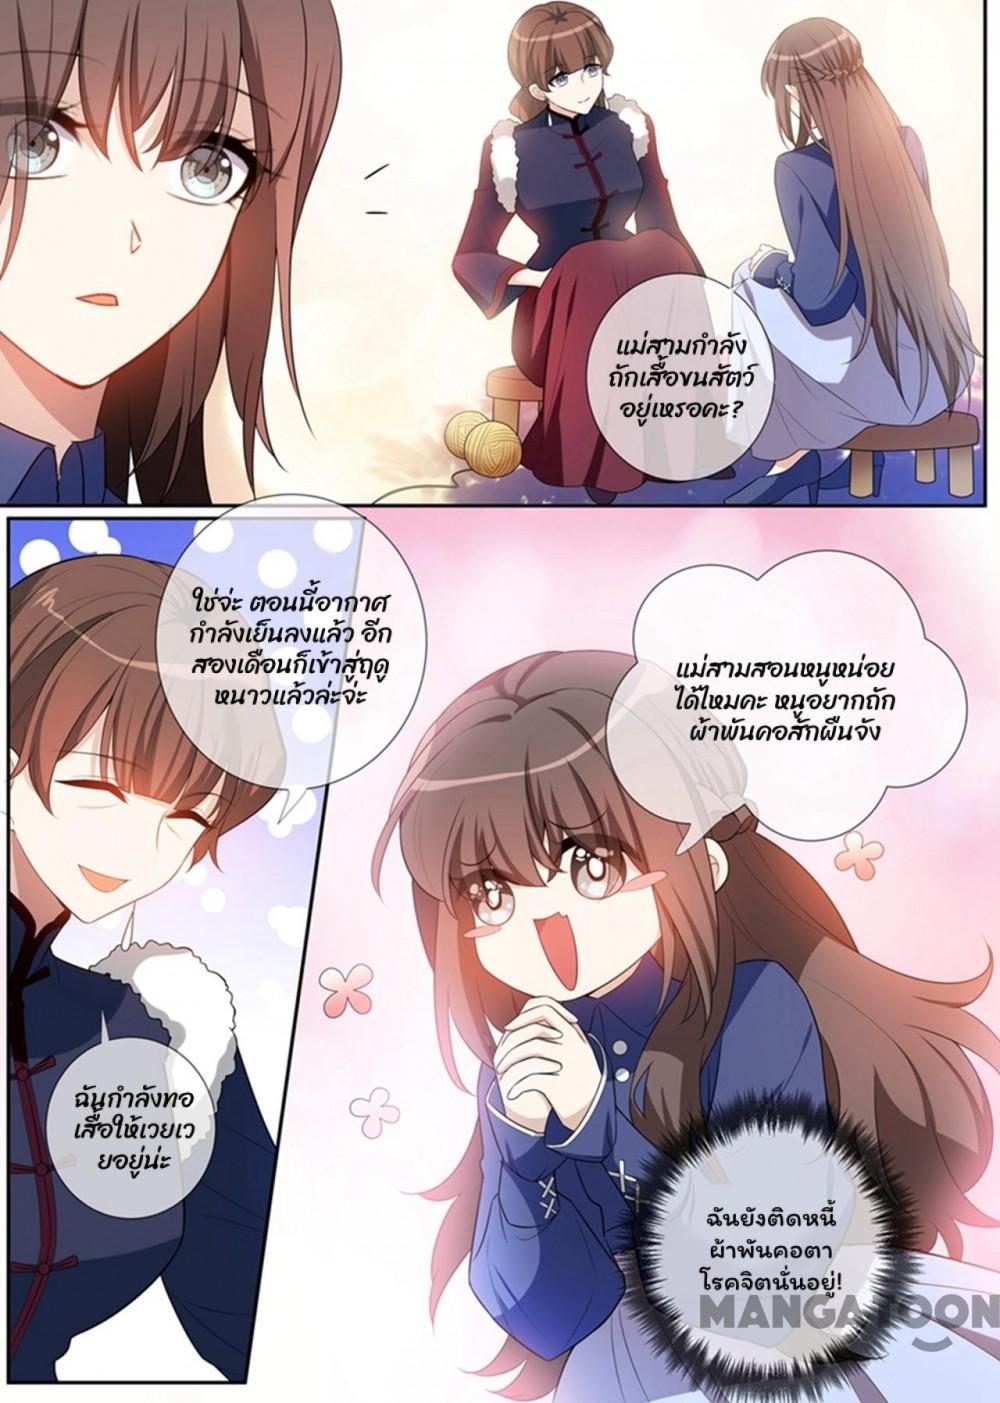 แม่สามกำลัง
ถักเสื้อขนสัตว์
อยู่เหรอคะ?
ใช่จ้ะ ตอนนี้อากาศ
กำลังเย็นลงแล้ว อีก
สองเดือนก็เข้าสู่ฤดู
หนาวแล้วล่ะจ้ะ
แม่สามสอนหนูหน่อย
ได้ไหมคะ หนูอยากถัก
ผ้าพันคอสักผืนจัง
ฉันกำลังทอ
เสื้อให้เวยเว
ยอยู่น่ะ
ฉันยังติดหนี้
ผ้าพันคอตา
โรคจิตนั่นอยู่!
MANGATOON